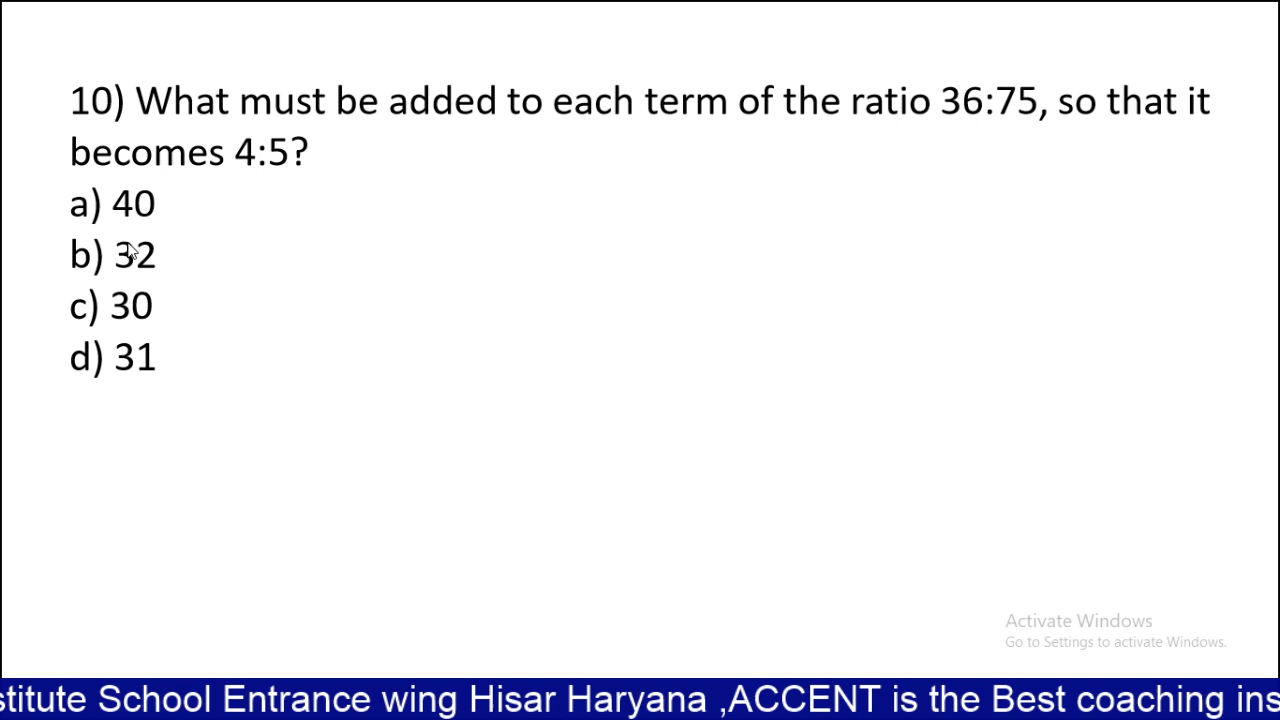 10) What must be added to each term of the ratio 36:75, so that it
becomes 4:5?
a) 40
b) 32
c) 30
d) 31
Activate Windows
Go to Settings to activate Windows.
stitute School Entrance wing Hisar Haryana ,ACCENT is the Best coaching ins